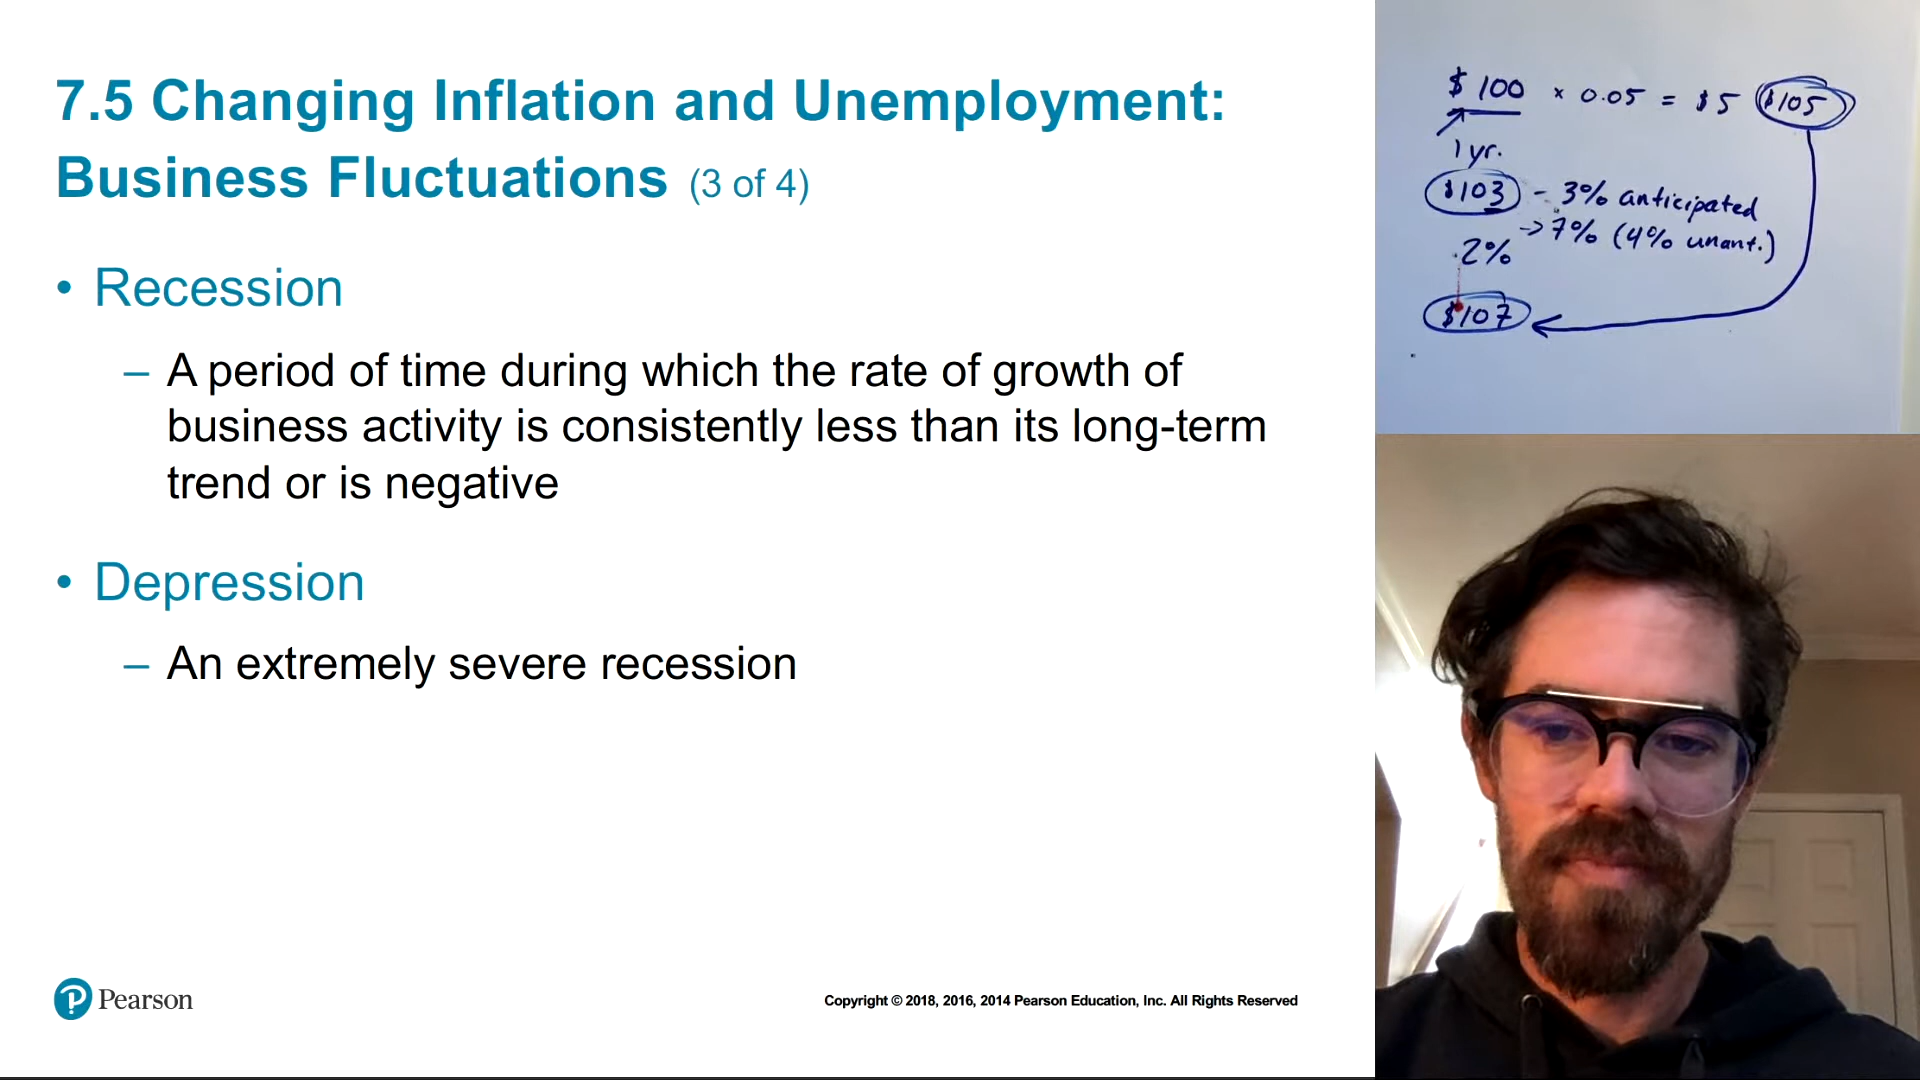 7.5 Changing Inflation and Unemployment:
Business Fluctuations (3 of 4)
• Recession
– A period of time during which the rate of growth of
business activity is consistently less than its long-term
trend or is negative
• Depression
– An extremely severe recession
Pearson
Copyright © 2018, 2016, 2014 Pearson Education, Inc. All Rights Reserved
$100 × 0.05 = $5 $105
1 yr.
$103 - 3% anticipated
→ 7% (4% unant.)
2%
$107